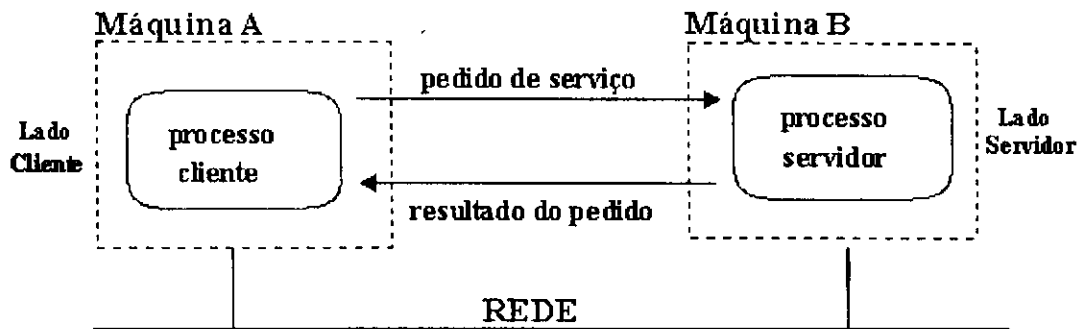 Máquina A
Máquina B
pedido de serviço
Lado
Cliente
processo
cliente
processo
servidor
Lado
Servidor
resultado do pedido
REDE